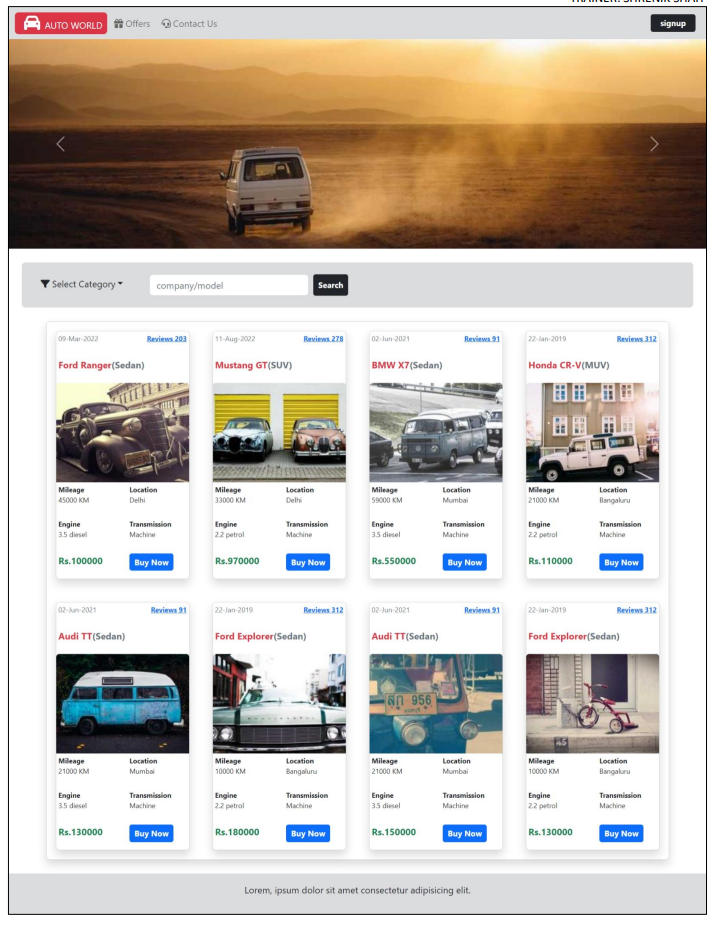 TRAINER: SHRENIK SHAH
AUTO WORLD Offers Contact Us signup
Select Category company/model Search
09-Mar-2022 Reviews 203
Ford Ranger(Sedan)
Mileage Location
45000 KM Delhi
Engine Transmission
3.5 diesel Machine
Rs.100000 Buy Now
11-Aug-2022 Reviews 278
Mustang GT(SUV)
Mileage Location
33000 KM Delhi
Engine Transmission
2.2 petrol Machine
Rs.970000 Buy Now
02-Jun-2021 Reviews 91
BMW X7(Sedan)
Mileage Location
59000 KM Mumbai
Engine Transmission
3.5 diesel Machine
Rs.550000 Buy Now
22-Jan-2019 Reviews 312
Honda CR-V(MUV)
Mileage Location
21000 KM Bangaluru
Engine Transmission
2.2 petrol Machine
Rs.110000 Buy Now
02-Jun-2021 Reviews 91
Audi TT(Sedan)
Mileage Location
21000 KM Mumbai
Engine Transmission
3.5 diesel Machine
Rs.130000 Buy Now
22-Jan-2019 Reviews 312
Ford Explorer(Sedan)
Mileage Location
10000 KM Bangaluru
Engine Transmission
2.2 petrol Machine
Rs.180000 Buy Now
02-Jun-2021 Reviews 91
Audi TT(Sedan)
956
Mileage Location
21000 KM Mumbai
Engine Transmission
3.5 diesel Machine
Rs.150000 Buy Now
22-Jan-2019 Reviews 312
Ford Explorer(Sedan)
45
Mileage Location
10000 KM Bangaluru
Engine Transmission
2.2 petrol Machine
Rs.130000 Buy Now
Lorem, ipsum dolor sit amet consectetur adipisicing elit.